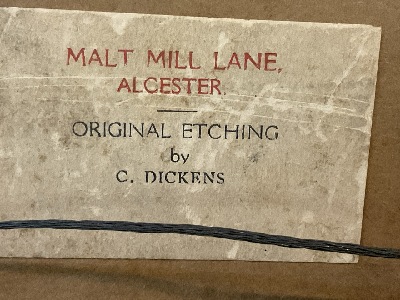 MALT MILL LANE,
ALCESTER.
ORIGINAL ETCHING
by
C. DICKENS